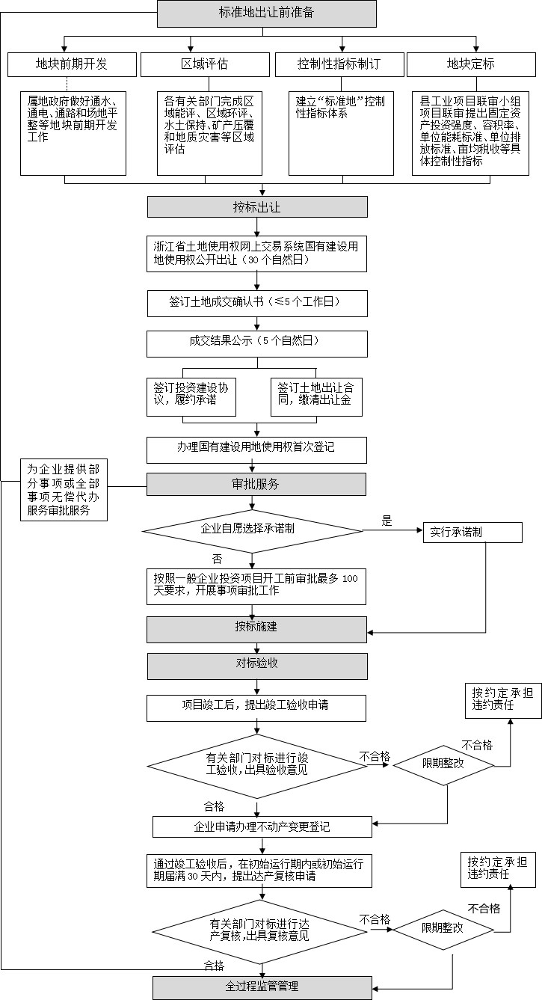 标准地出让前准备
地块前期开发
区域评估
控制性指标制订
地块定标
属地政府做好通水、
通电、通路和场地平
整等地块前期开发
工作
各有关部门完成区
域能评、区域环评、
水土保持、矿产压覆
和地质灾害等区域
评估
建立“标准地”控制
性指标体系
县工业项目联审小组
项目联审提出固定资
产投资强度、容积率、
单位能耗标准、单位排
放标准、亩均税收等具
体控制性指标
按标出让
浙江省土地使用权网上交易系统国有建设用
地使用权公开出让（30个自然日）
签订土地成交确认书（≤5个工作日）
成交结果公示（5个自然日）
签订投资建设协
议，履约承诺
签订土地出让合
同，缴清出让金
办理国有建设用地使用权首次登记
为企业提供部
分事项或全部
事项无偿代办
服务审批服务
审批服务
企业自愿选择承诺制
是
实行承诺制
否
按照一般企业投资项目开工前审批最多100
天要求，开展事项审批工作
按标施建
对标验收
项目竣工后，提出竣工验收申请
按约定承担
违约责任
有关部门对标进行竣
工验收，出具验收意见
不合格
限期整改
不合格
合格
企业申请办理不动产变更登记
通过竣工验收后，在初始运行期内或初始运行
期届满30天内，提出达产复核申请
按约定承担
违约责任
有关部门对标进行达
产复核，出具复核意见
不合格
限期整改
不合格
合格
全过程监管管理